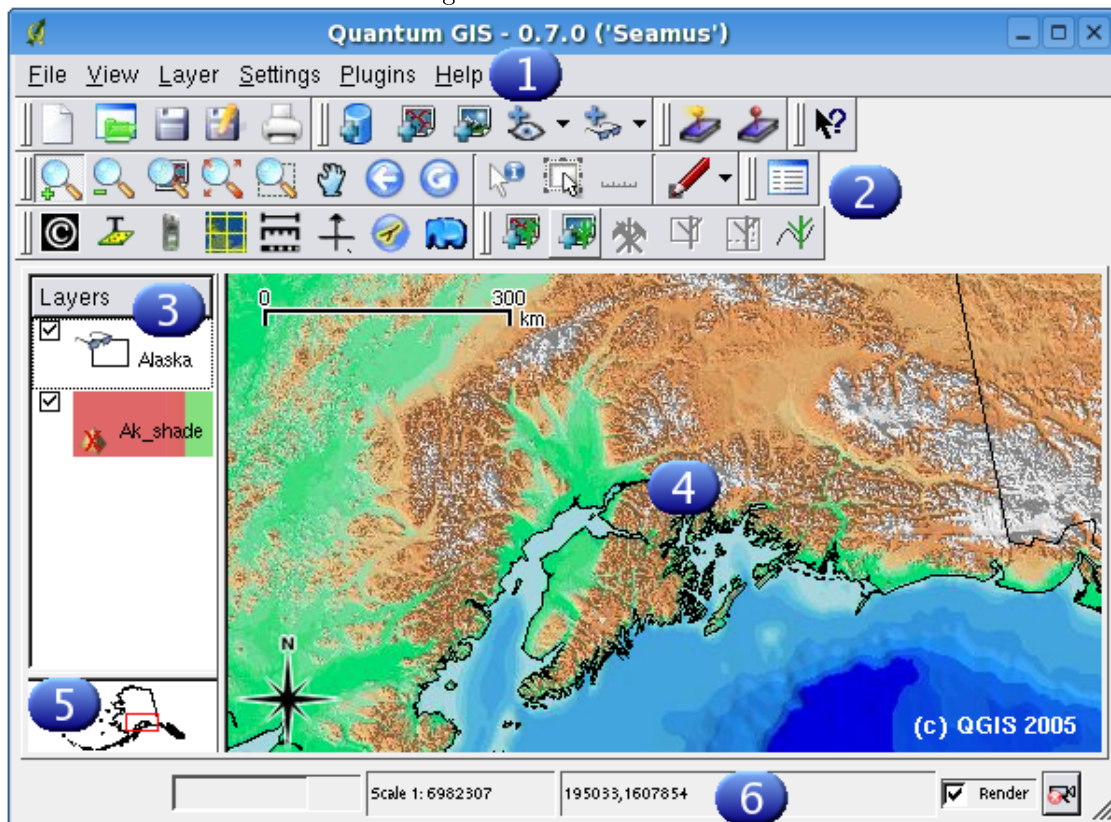 Quantum GIS - 0.7.0 ('Seamus')
File View Layer Settings Plugins Help
1
?
i
2
©
Layers
3
Alaska
Ak_shade
0 300
km
4
N
5
(c) QGIS 2005
Scale 1: 6982307
195033,1607854
6
Render